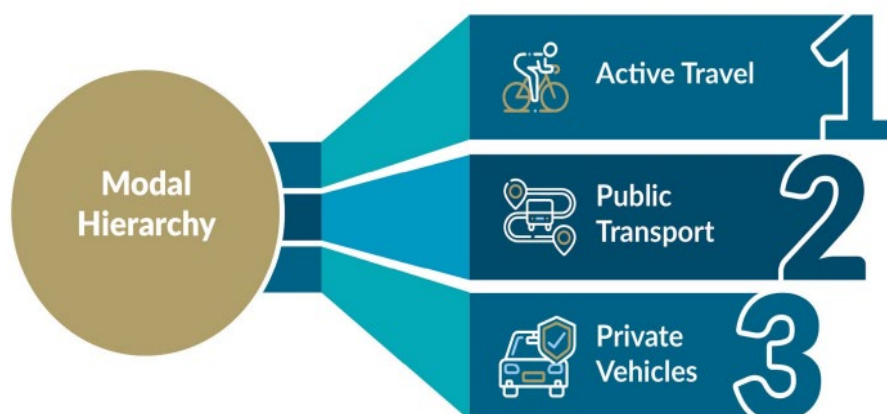 Modal
Hierarchy
Active Travel
1
Public
Transport
2
Private
Vehicles
3